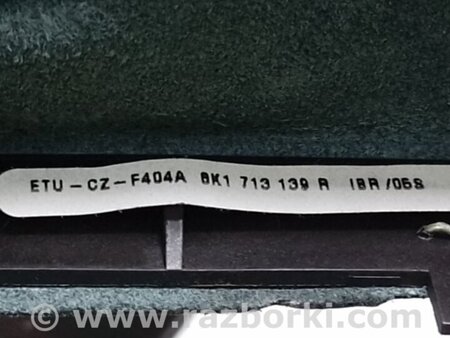 ETU-CZ-F404A 8K1 713 139 R IBR/06S
© www.razborki.com